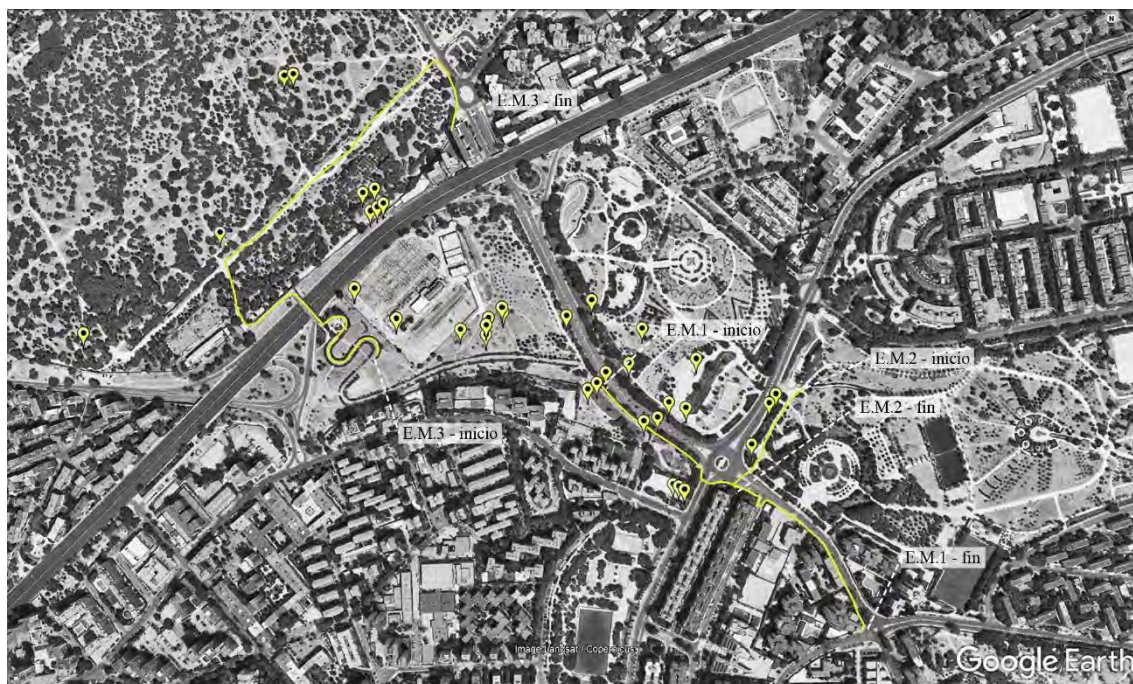 N
E.M.3 - fin
E.M.1 - inicio
E.M.2 - inicio
E.M.2 - fin
E.M.3 - inicio
E.M.1 - fin
Image Landsat / Copernicus
Google Earth